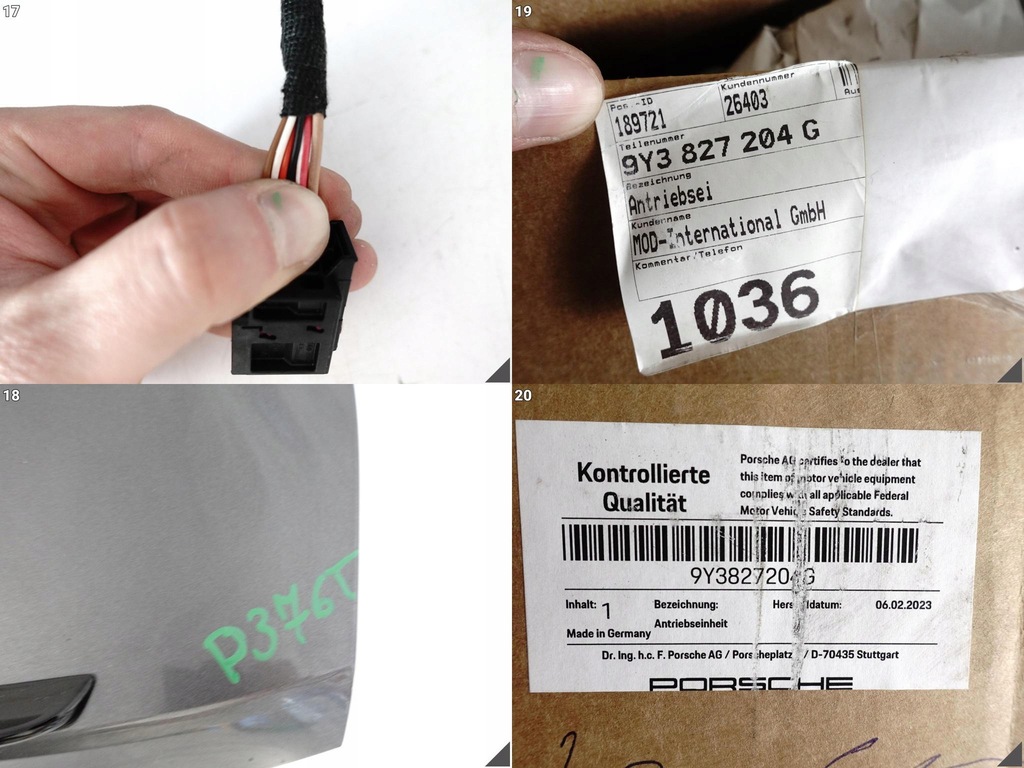 17
19
Pos.-ID
Kundennummer
189721
26403
Teilenummer
9Y3 827 204 G
Bezeichnung
Antriebsei
Kundenname
MOD-International GmbH
Kommentar/Telefon
1036
18
P376T
20
Kontrollierte
Qualität
Porsche AG certifies to the dealer that
this item of motor vehicle equipment
complies with all applicable Federal
Motor Vehicle Safety Standards.
9Y3827204G
Inhalt: 1
Bezeichnung:
06.02.2023
Antriebseinheit
Made in Germany
Dr. Ing. h.c. F. Porsche AG / Porscheplatz / D-70435 Stuttgart
PORSCHE